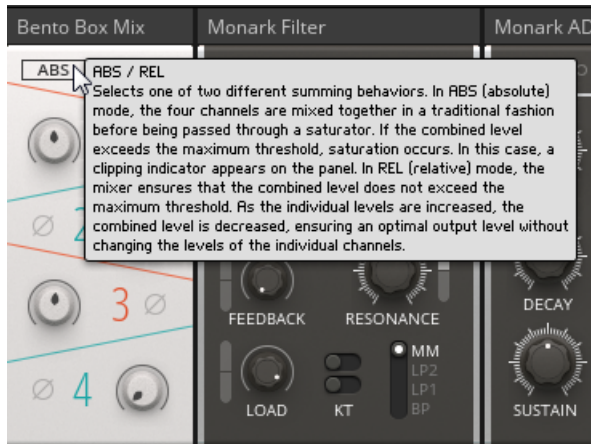 Bento Box Mix
Monark Filter
Monark AD
ABS
ABS / REL
Selects one of two different summing behaviors. In ABS (absolute)
mode, the four channels are mixed together in a traditional fashion
before being passed through a saturator. If the combined level
exceeds the maximum threshold, saturation occurs. In this case, a
clipping indicator appears on the panel. In REL (relative) mode, the
mixer ensures that the combined level does not exceed the
maximum threshold. As the individual levels are increased, the
combined level is decreased, ensuring an optimal output level without
changing the levels of the individual channels.
Ø
3 Ø
Ø 4
FEEDBACK
RESONANCE
LOAD
KT
MM
LP2
LP1
BP
DECAY
SUSTAIN